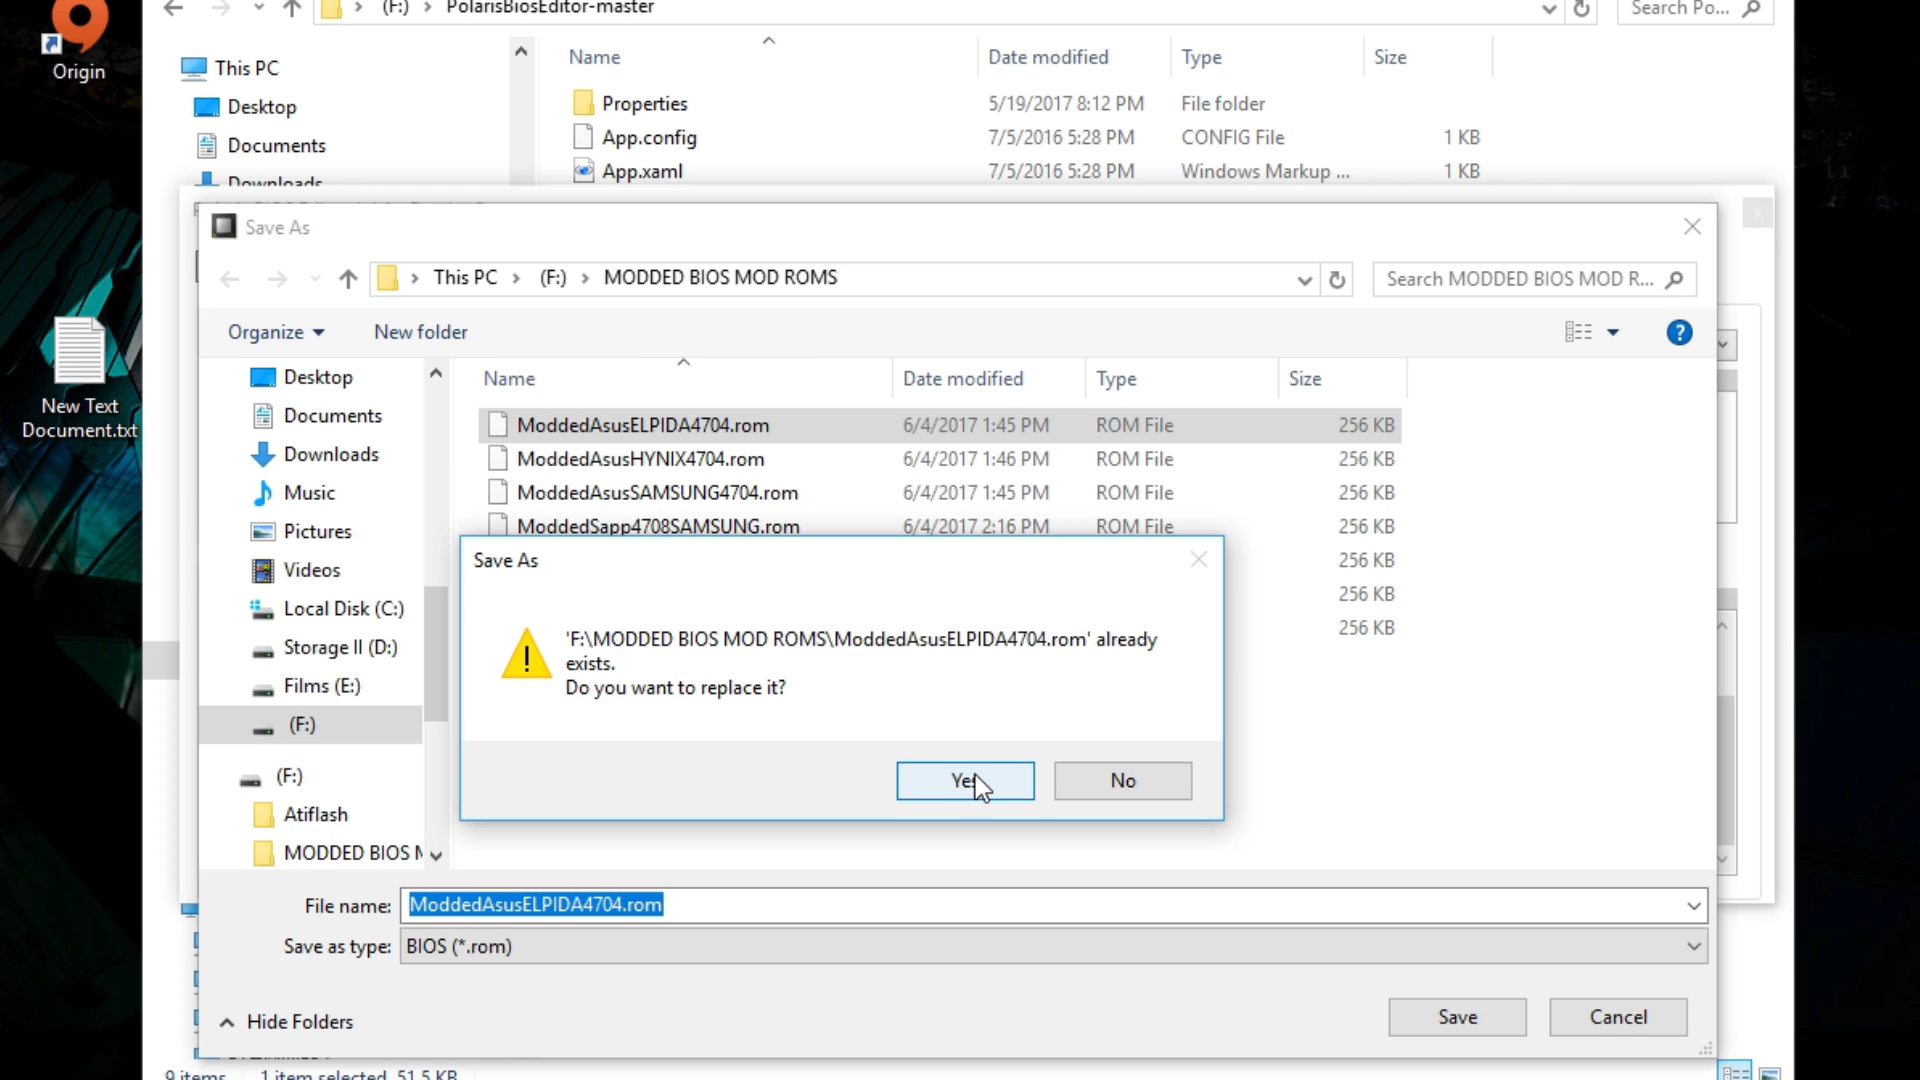 Origin
New Text
Document.txt
(F:) > PolarisBiosEditor-master
Search Po...
This PC
Desktop
Documents
Downloads
Name Date modified Type Size
Properties 5/19/2017 8:12 PM File folder
App.config 7/5/2016 5:28 PM CONFIG File 1 KB
App.xaml 7/5/2016 5:28 PM Windows Markup ... 1 KB
Save As
This PC > (F:) > MODDED BIOS MOD ROMS
Search MODDED BIOS MOD R...
Organize New folder
Desktop
Documents
Downloads
Music
Pictures
Videos
Local Disk (C:)
Storage II (D:)
Films (E:)
(F:)
(F:)
Atiflash
MODDED BIOS
Name Date modified Type Size
ModdedAsusELPIDA4704.rom 6/4/2017 1:45 PM ROM File 256 KB
ModdedAsusHYNIX4704.rom 6/4/2017 1:46 PM ROM File 256 KB
ModdedAsusSAMSUNG4704.rom 6/4/2017 1:45 PM ROM File 256 KB
ModdedSapp4708SAMSUNG.rom 6/4/2017 2:16 PM ROM File 256 KB
256 KB
256 KB
256 KB
Save As
'F:\MODDED BIOS MOD ROMS\ModdedAsusELPIDA4704.rom' already
exists.
Do you want to replace it?
Yes No
File name: ModdedAsusELPIDA4704.rom
Save as type: BIOS (*.rom)
Hide Folders
Save Cancel
9 items 1 item selected 51.5 KB